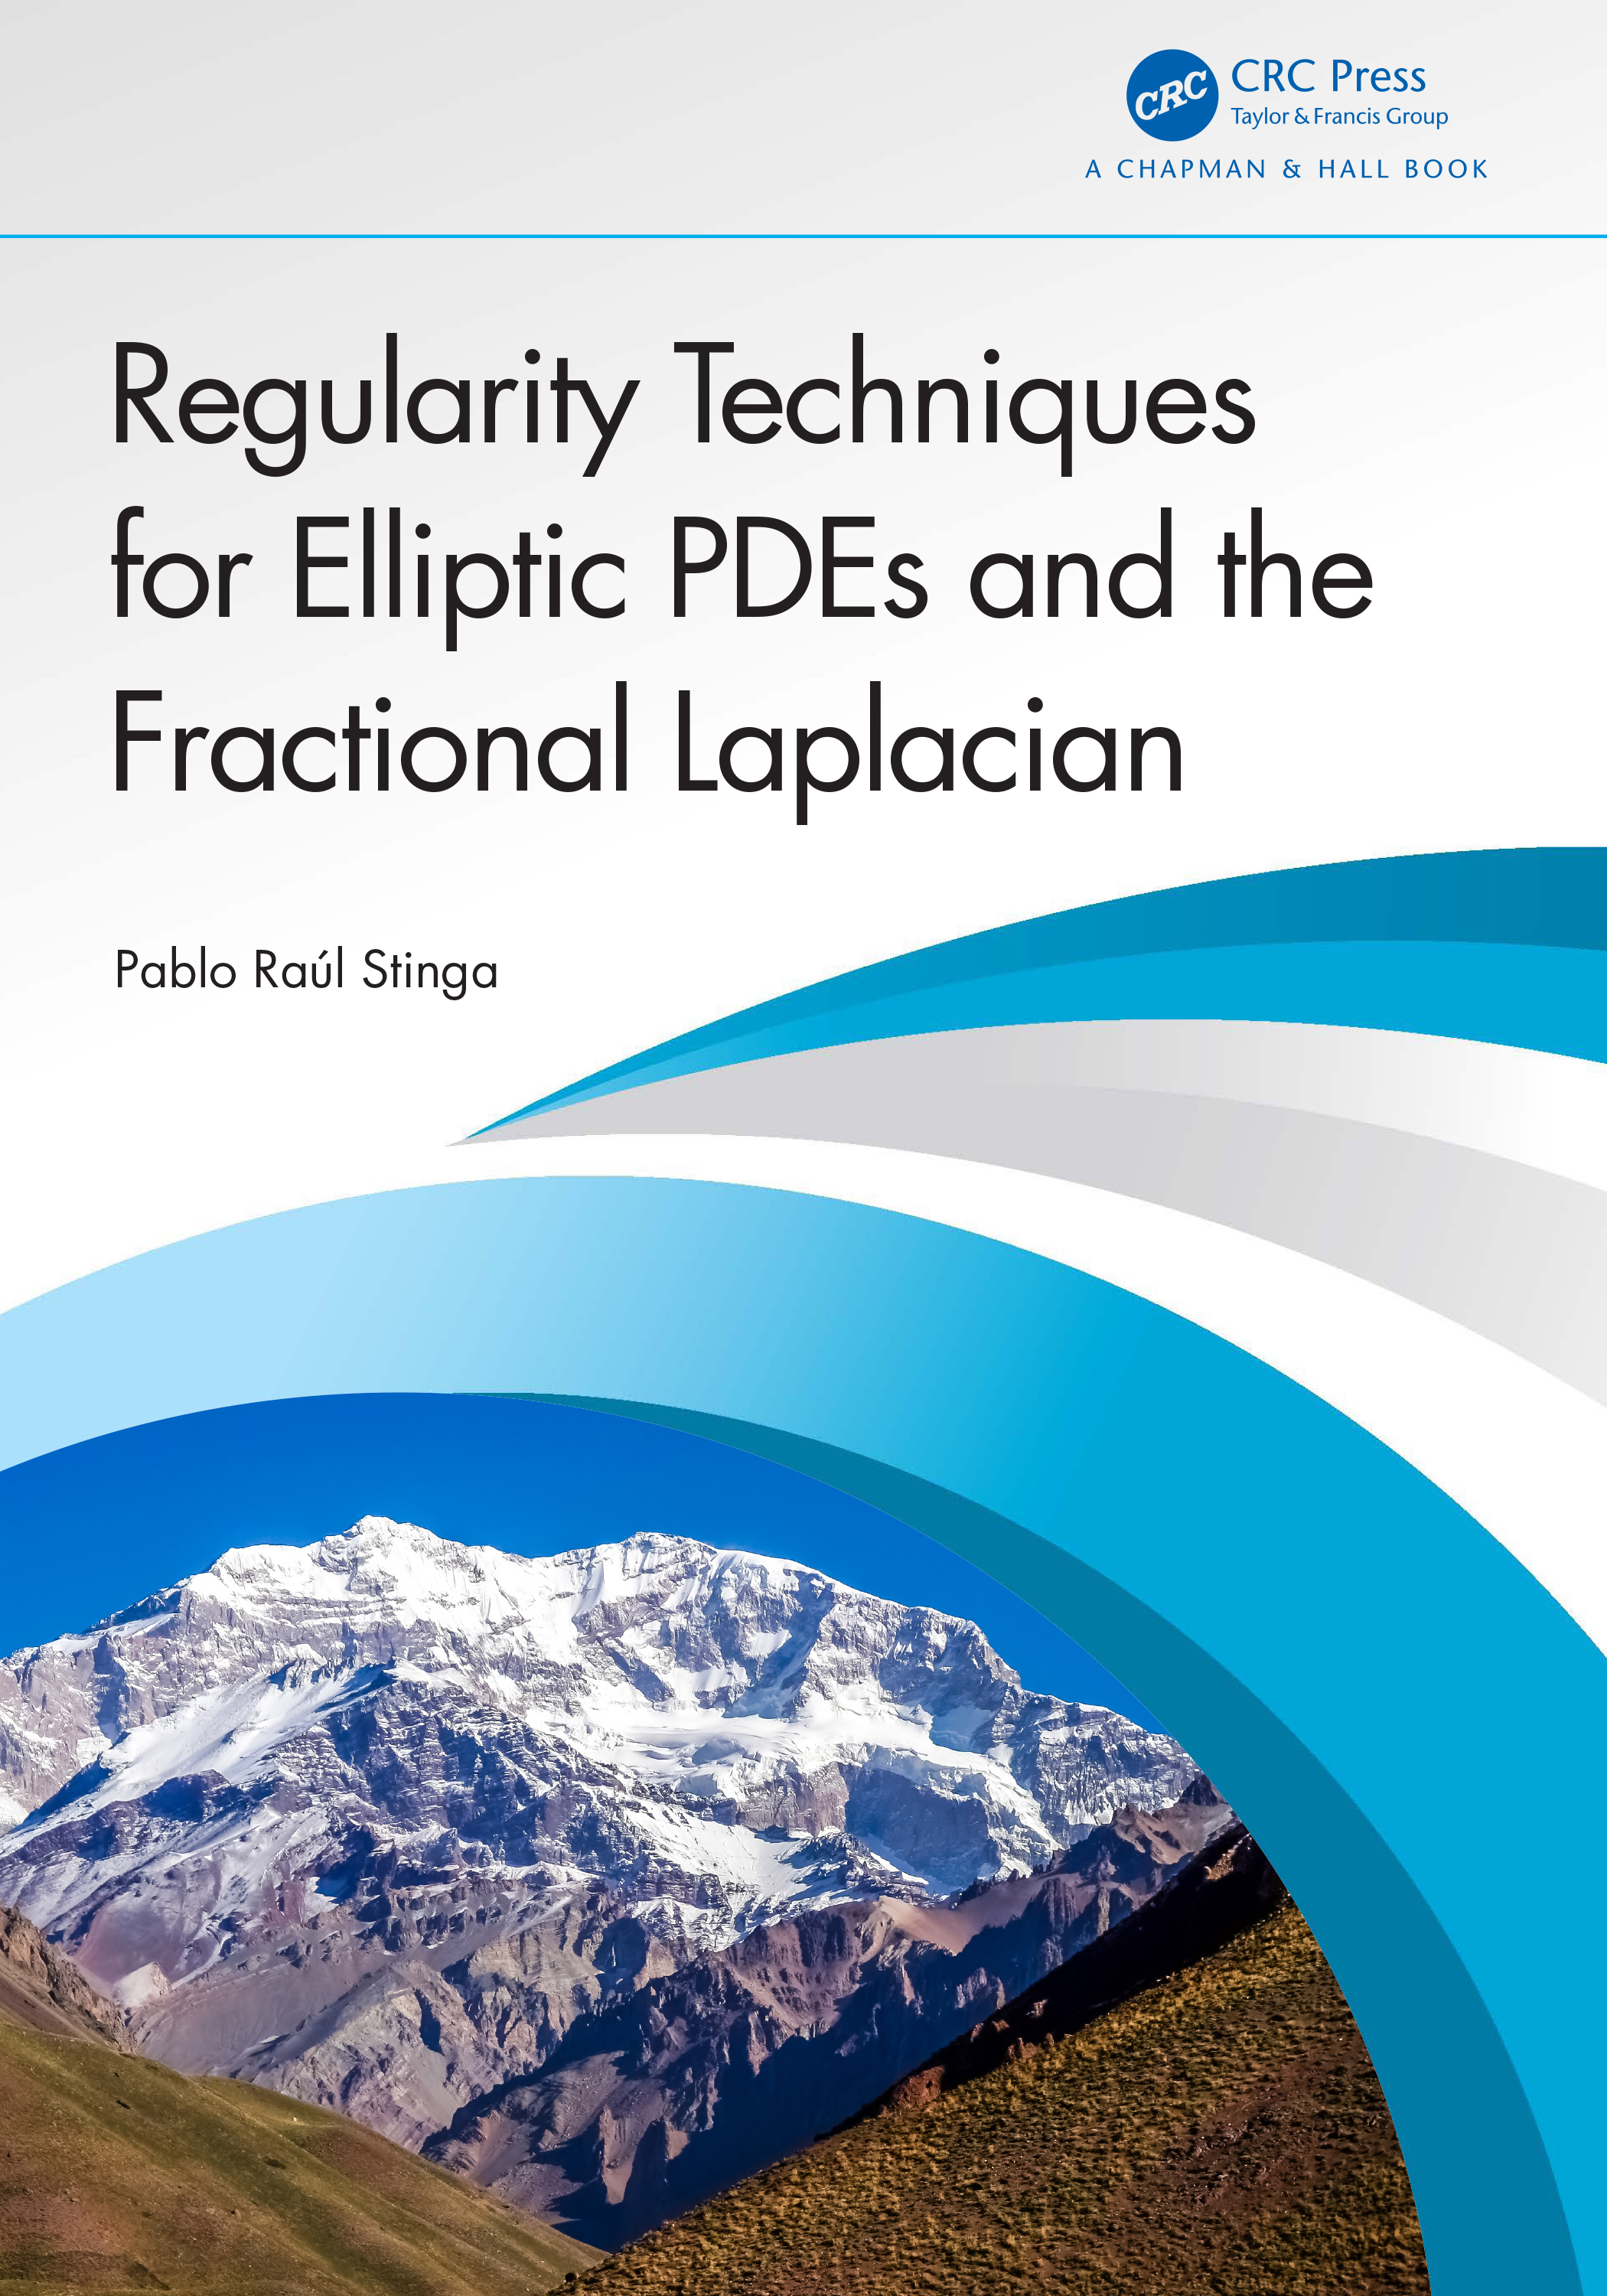 CRC
CRC Press
Taylor & Francis Group
A CHAPMAN & HALL BOOK
Regularity Techniques
for Elliptic PDEs and the
Fractional Laplacian
Pablo Raúl Stinga